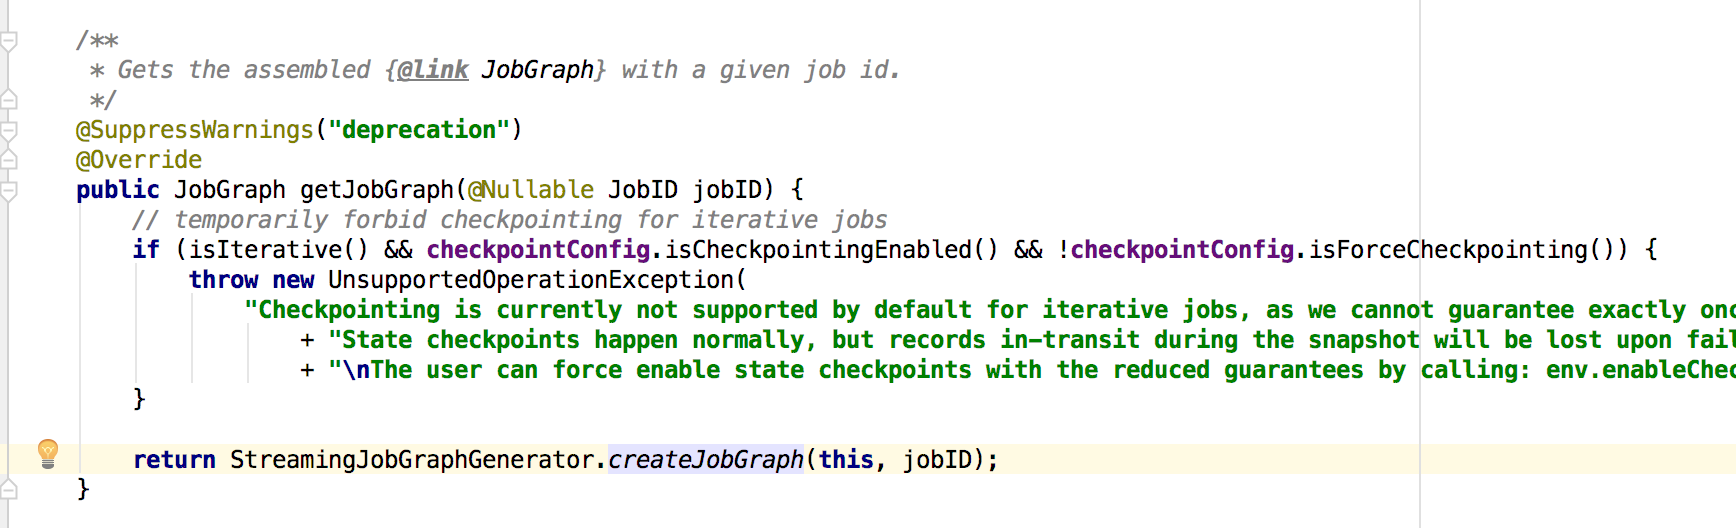 /**
 * Gets the assembled {@link JobGraph} with a given job id.
 */
@SuppressWarnings("deprecation")
@Override
public JobGraph getJobGraph(@Nullable JobID jobID) {
    // temporarily forbid checkpointing for iterative jobs
    if (isIterative() && checkpointConfig.isCheckpointingEnabled() && !checkpointConfig.isForceCheckpointing()) {
        throw new UnsupportedOperationException(
            "Checkpointing is currently not supported by default for iterative jobs, as we cannot guarantee exactly
                + "State checkpoints happen normally, but records in-transit during the snapshot will be lost upon
                + "\nThe user can force enable state checkpoints with the reduced guarantees by calling:
    }
    return StreamingJobGraphGenerator.createJobGraph(this, jobID);
}